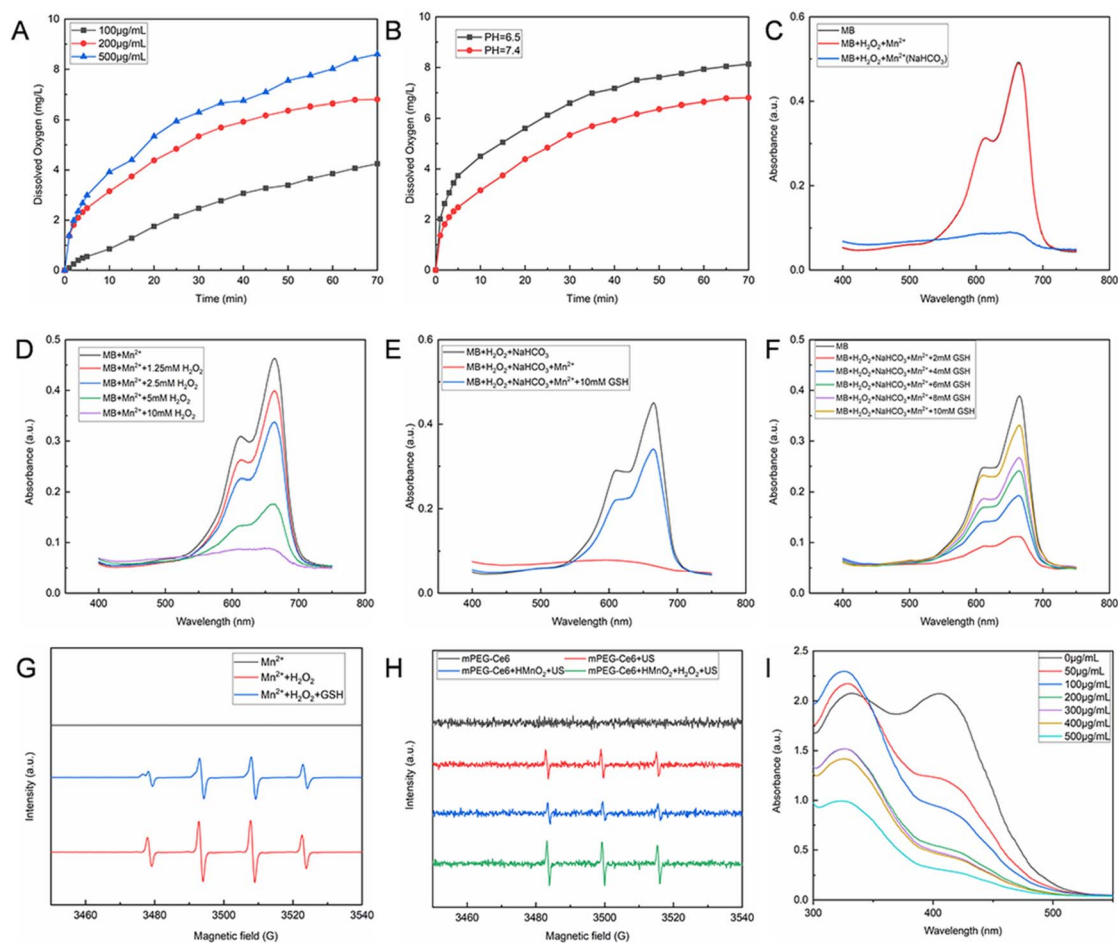 A
100μg/mL
200μg/mL
500μg/mL
Dissolved Oxygen (mg/L)
10
8
6
4
2
0
0 10 20 30 40 50 60 70
Time (min)
B
PH=6.5
PH=7.4
Dissolved Oxygen (mg/L)
10
8
6
4
2
0
0 10 20 30 40 50 60 70
Time (min)
C
MB
MB+H₂O₂+Mn²⁺
MB+H₂O₂+Mn²⁺(NaHCO₃)
Absorbance (a.u.)
0.6
0.4
0.2
0.0
300 400 500 600 700 800
Wavelength (nm)
D
MB+Mn²⁺
MB+Mn²⁺+1.25mM H₂O₂
MB+Mn²⁺+2.5mM H₂O₂
MB+Mn²⁺+5mM H₂O₂
MB+Mn²⁺+10mM H₂O₂
Absorbance (a.u.)
0.5
0.4
0.3
0.2
0.1
0.0
300 400 500 600 700 800
Wavelength (nm)
E
MB+H₂O₂+NaHCO₃
MB+H₂O₂+NaHCO₃+Mn²⁺
MB+H₂O₂+NaHCO₃+Mn²⁺+10mM GSH
Absorbance (a.u.)
0.6
0.4
0.2
0.0
400 500 600 700 800
Wavelength (nm)
F
MB
MB+H₂O₂+NaHCO₃+Mn²⁺+2mM GSH
MB+H₂O₂+NaHCO₃+Mn²⁺+4mM GSH
MB+H₂O₂+NaHCO₃+Mn²⁺+6mM GSH
MB+H₂O₂+NaHCO₃+Mn²⁺+8mM GSH
MB+H₂O₂+NaHCO₃+Mn²⁺+10mM GSH
Absorbance (a.u.)
0.5
0.4
0.3
0.2
0.1
0.0
300 400 500 600 700 800
Wavelength (nm)
G
Mn²⁺
Mn²⁺+H₂O₂
Mn²⁺+H₂O₂+GSH
Intensity (a.u.)
3460 3480 3500 3520 3540
Magnetic field (G)
H
mPEG-Ce6
mPEG-Ce6+US
mPEG-Ce6+HMnO₂+US
mPEG-Ce6+HMnO₂+H₂O₂+US
Intensity (a.u.)
3460 3480 3500 3520 3540
Magnetic field (G)
I
0μg/mL
50μg/mL
100μg/mL
200μg/mL
300μg/mL
400μg/mL
500μg/mL
Absorbance (a.u.)
2.5
2.0
1.5
1.0
0.5
0.0
300 400 500
Wavelength (nm)